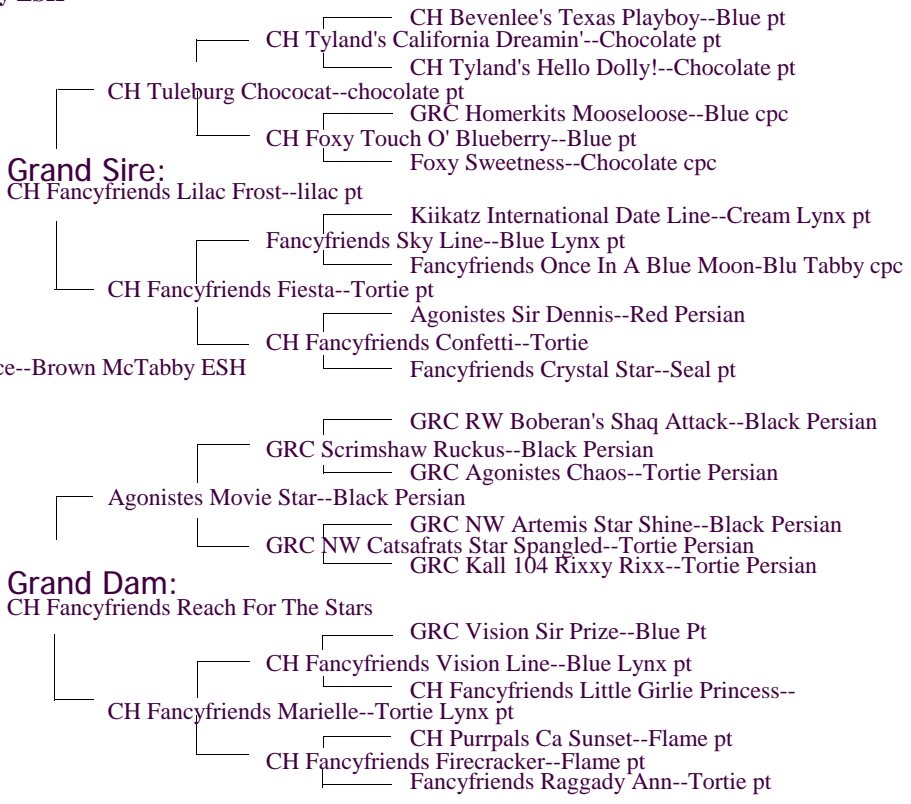 y ESH
CH Bevenlee's Texas Playboy--Blue pt
CH Tyland's California Dreamin'--Chocolate pt
CH Tyland's Hello Dolly!--Chocolate pt
CH Tuleburg Chococat--chocolate pt
GRC Homerkits Mooseloose--Blue cpc
CH Foxy Touch O' Blueberry--Blue pt
Foxy Sweetness--Chocolate cpc
Grand Sire:
CH Fancyfriends Lilac Frost--lilac pt
Kiikatz International Date Line--Cream Lynx pt
Fancyfriends Sky Line--Blue Lynx pt
Fancyfriends Once In A Blue Moon-Blu Tabby cpc
CH Fancyfriends Fiesta--Tortie pt
Agonistes Sir Dennis--Red Persian
CH Fancyfriends Confetti--Tortie
ce--Brown McTabby ESH
Fancyfriends Crystal Star--Seal pt
GRC RW Boberan's Shaq Attack--Black Persian
GRC Scrimshaw Ruckus--Black Persian
GRC Agonistes Chaos--Tortie Persian
Agonistes Movie Star--Black Persian
GRC NW Artemis Star Shine--Black Persian
GRC NW Catsafrats Star Spangled--Tortie Persian
GRC Kall 104 Rixxy Rixx--Tortie Persian
Grand Dam:
CH Fancyfriends Reach For The Stars
GRC Vision Sir Prize--Blue Pt
CH Fancyfriends Vision Line--Blue Lynx pt
CH Fancyfriends Little Girlie Princess--
CH Fancyfriends Marielle--Tortie Lynx pt
CH Purrpals Ca Sunset--Flame pt
CH Fancyfriends Firecracker--Flame pt
Fancyfriends Raggady Ann--Tortie pt